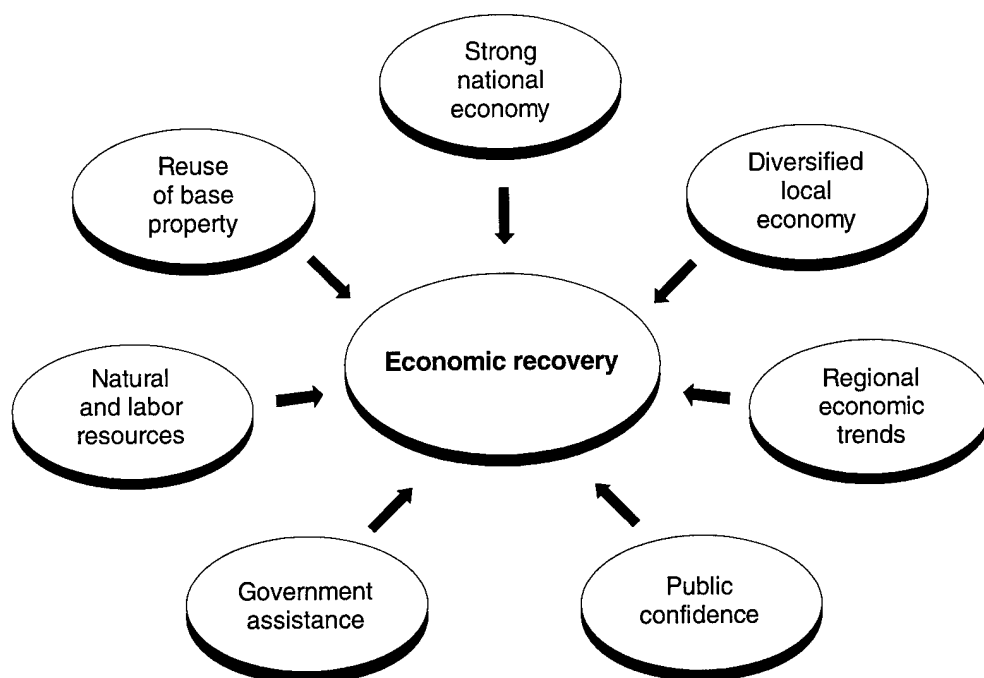 Strong
national
economy
Reuse
of base
property
Diversified
local
economy
Economic recovery
Natural
and labor
resources
Regional
economic
trends
Government
assistance
Public
confidence